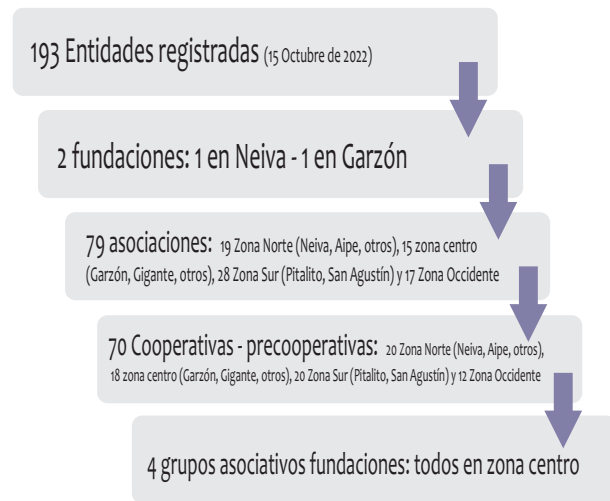 193 Entidades registradas (15 Octubre de 2022)
2 fundaciones: 1 en Neiva - 1 en Garzón
79 asociaciones: 19 Zona Norte (Neiva, Aipe, otros), 15 zona centro
(Garzón, Gigante, otros), 28 Zona Sur (Pitalito, San Agustín) y 17 Zona Occidente
70 Cooperativas - precooperativas: 20 Zona Norte (Neiva, Aipe, otros),
18 zona centro (Garzón, Gigante, otros), 20 Zona Sur (Pitalito, San Agustín) y 12 Zona Occidente
4 grupos asociativos fundaciones: todos en zona centro